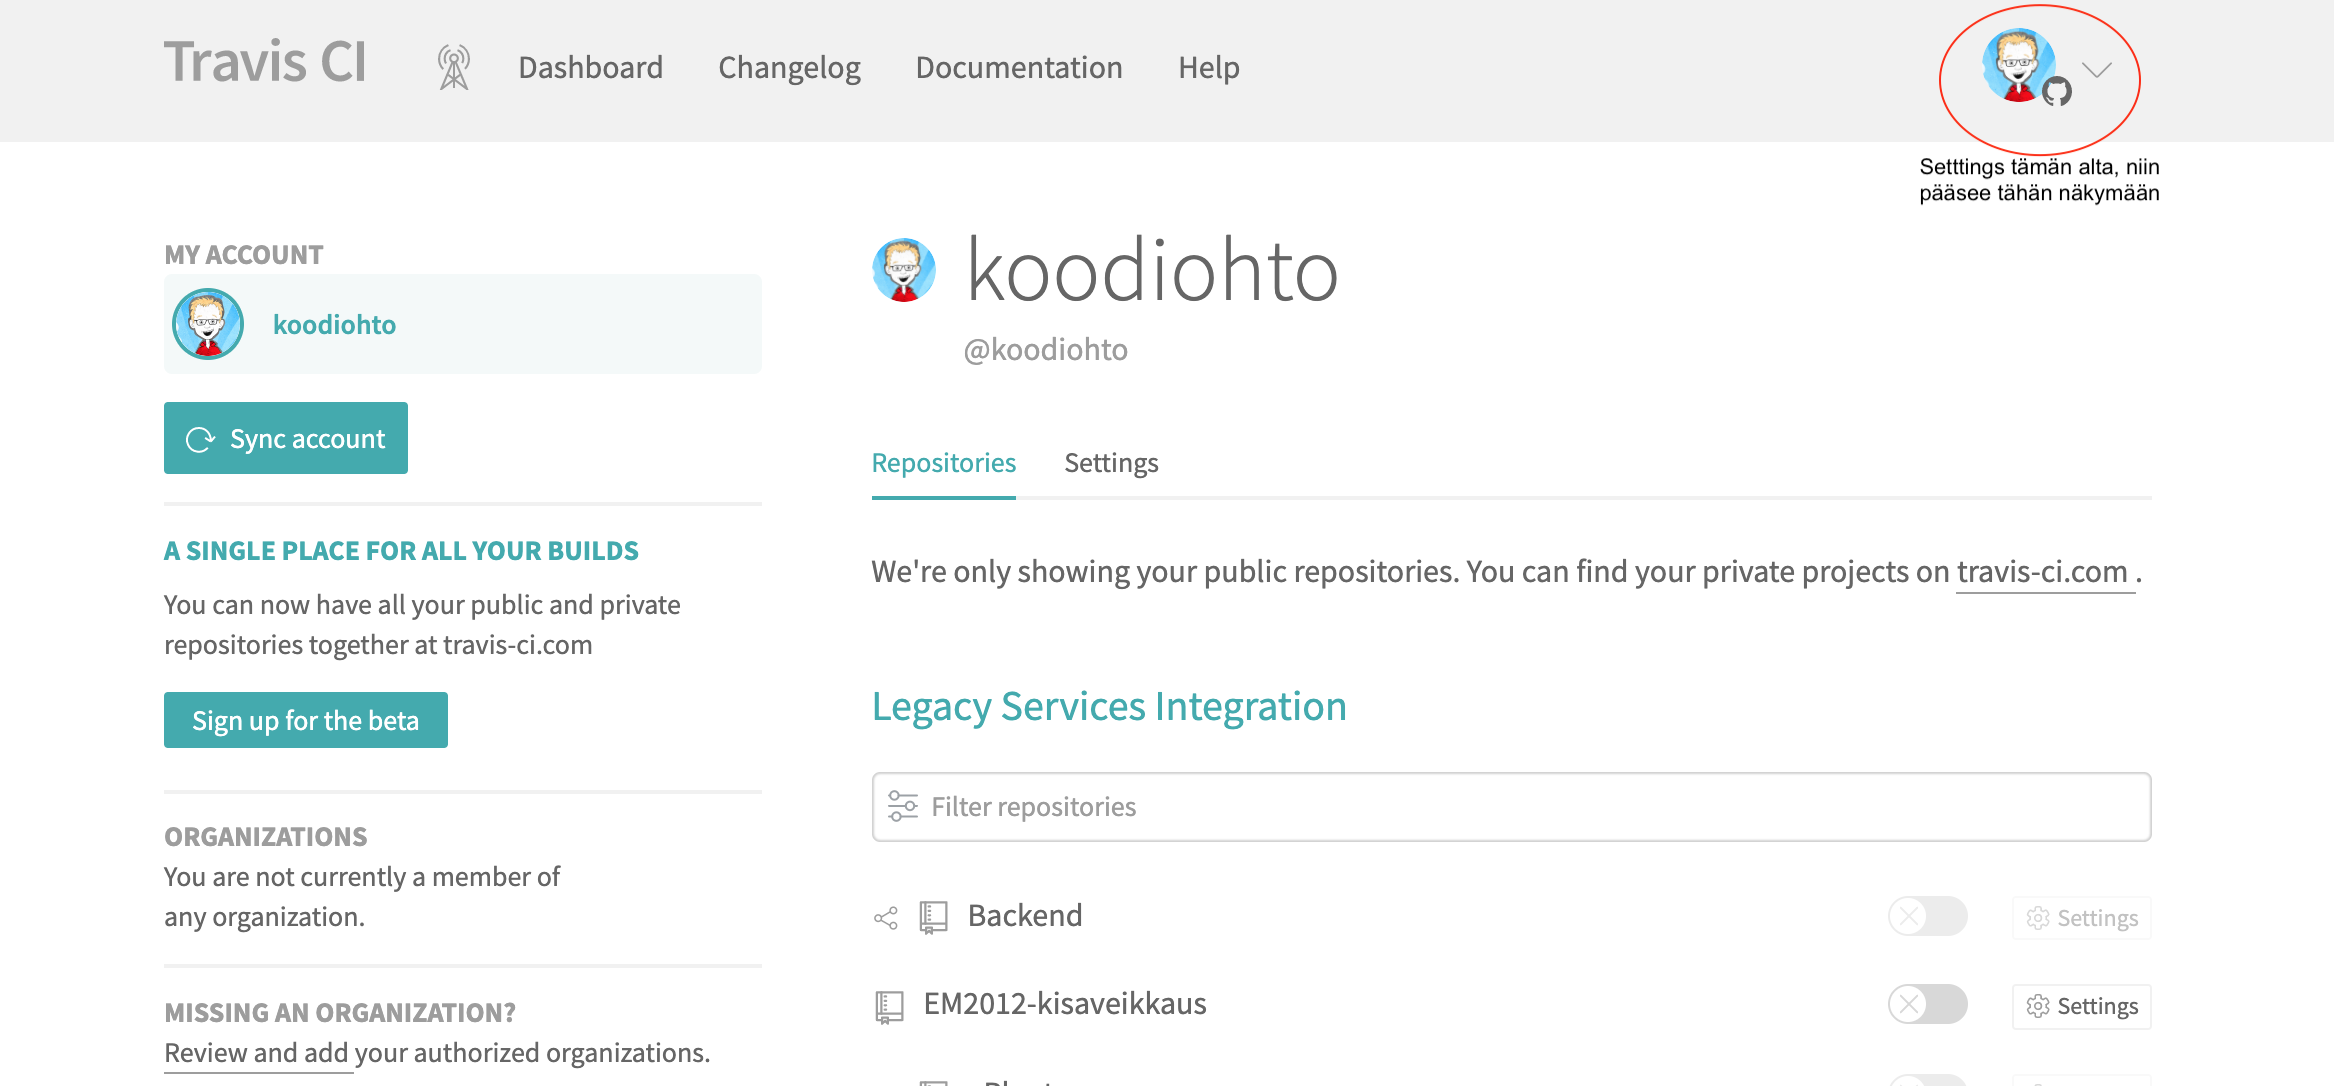 Travis CI
Dashboard
Changelog
Documentation
Help
Setttings tämän alta, niin
pääsee tähän näkymään
MY ACCOUNT
koodiohto
Sync account
A SINGLE PLACE FOR ALL YOUR BUILDS
You can now have all your public and private
repositories together at travis-ci.com
Sign up for the beta
ORGANIZATIONS
You are not currently a member of
any organization.
MISSING AN ORGANIZATION?
Review and add your authorized organizations.
koodiohto
@koodiohto
Repositories
Settings
We're only showing your public repositories. You can find your private projects on travis-ci.com .
Legacy Services Integration
Filter repositories
Backend
Settings
EM2012-kisaveikkaus
Settings